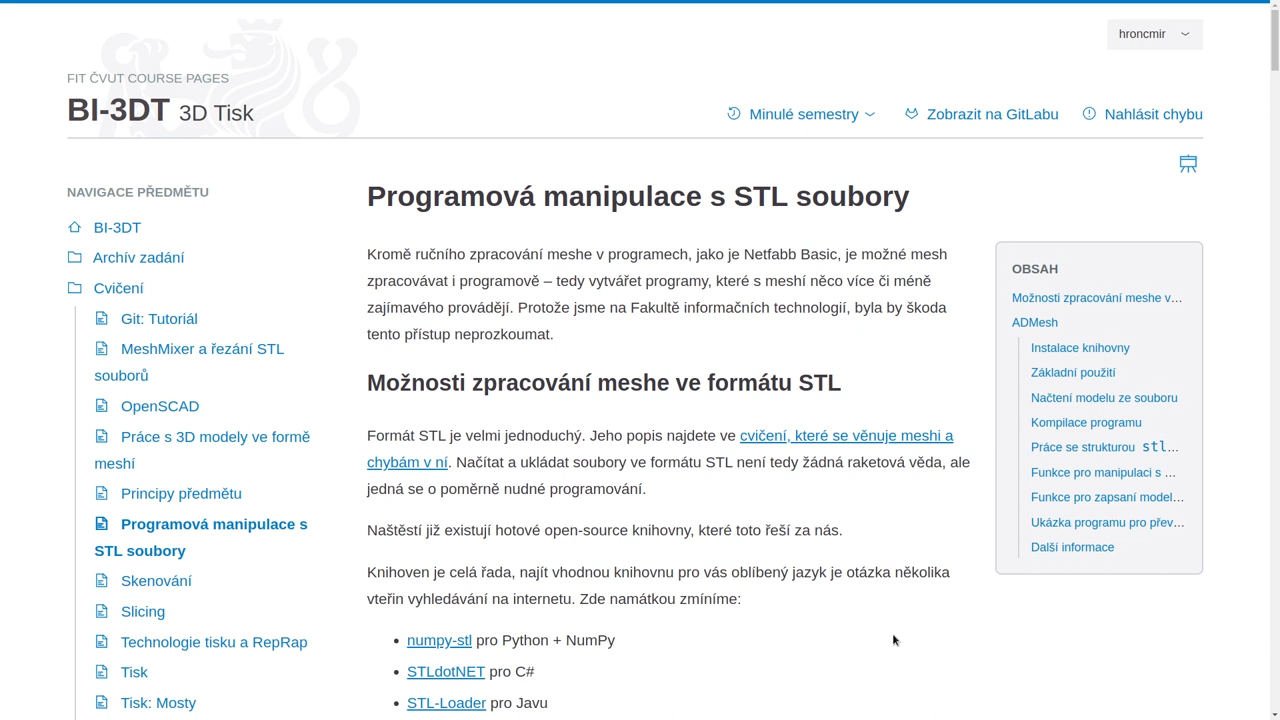 hroncmir
FIT ČVUT COURSE PAGES
BI-3DT 3D Tisk
Minulé semestry
Zobrazit na GitLabu
Nahlásit chybu
NAVIGACE PŘEDMĚTU
BI-3DT
Archív zadání
Cvičení
Git: Tutoriál
MeshMixer a řezání STL
souborů
OpenSCAD
Práce s 3D modely ve formě
meshí
Principy předmětu
Programová manipulace s
STL soubory
Skenování
Slicing
Technologie tisku a RepRap
Tisk
Tisk: Mosty
Programová manipulace s STL soubory
Kromě ručního zpracování meshe v programech, jako je Netfabb Basic, je možné mesh
zpracovávat i programově – tedy vytvářet programy, které s meshí něco více či méně
zajímavého provádějí. Protože jsme na Fakultě informačních technologií, byla by škoda
tento přístup neprozkoumat.
Možnosti zpracování meshe ve formátu STL
Formát STL je velmi jednoduchý. Jeho popis najdete ve cvičení, které se věnuje meshi a
chybám v ní. Načítat a ukládat soubory ve formátu STL není tedy žádná raketová věda, ale
jedná se o poměrně nudné programování.
Naštěstí již existují hotové open-source knihovny, které toto řeší za nás.
Knihoven je celá řada, najít vhodnou knihovnu pro vás oblíbený jazyk je otázka několika
vteřin vyhledávání na internetu. Zde namátkou zmíníme:
• numpy-stl pro Python + NumPy
• STLdotNET pro C#
• STL-Loader pro Javu
OBSAH
Možnosti zpracování meshe v…
ADMesh
Instalace knihovny
Základní použití
Načtení modelu ze souboru
Kompilace programu
Práce se strukturou stl…
Funkce pro manipulaci s …
Funkce pro zapsaní model…
Ukázka programu pro přev…
Další informace